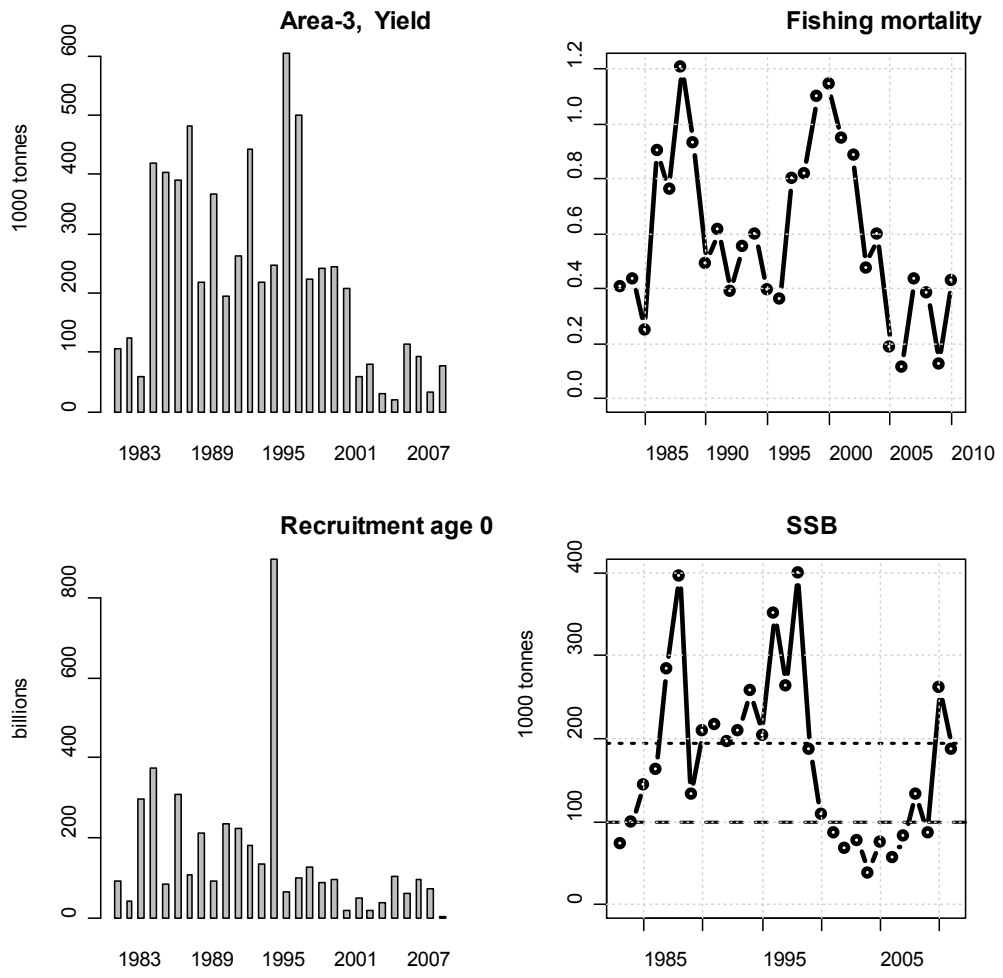 Area-3, Yield
1000 tonnes
0 100 200 300 400 500 600
1983 1989 1995 2001 2007
Fishing mortality
0.0 0.2 0.4 0.6 0.8 1.0 1.2
1985 1990 1995 2000 2005 2010
Recruitment age 0
billions
0 200 400 600 800
1983 1989 1995 2001 2007
SSB
1000 tonnes
0 100 200 300 400
1985 1995 2005